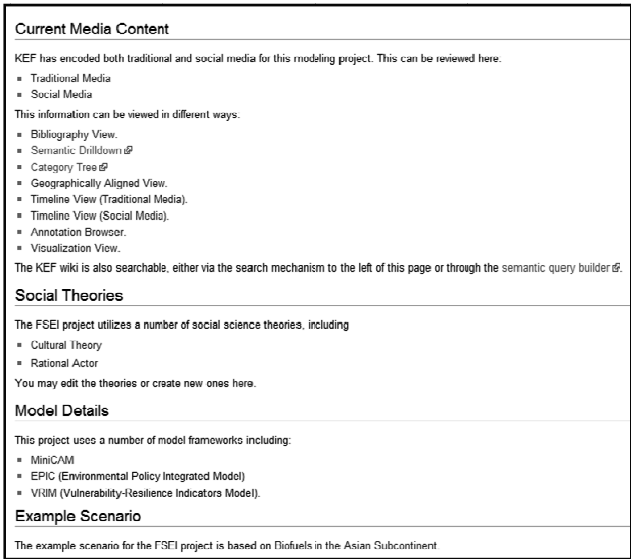 Current Media Content
KEF has encoded both traditional and social media for this modeling project. This can be reviewed here:
Traditional Media
Social Media
This information can be viewed in different ways:
Bibliography View.
Semantic Drilldown
Category Tree
Geographically Aligned View.
Timeline View (Traditional Media).
Timeline View (Social Media).
Annotation Browser.
Visualization View.
The KEF wiki is also searchable, either via the search mechanism to the left of this page or through the semantic query builder.
Social Theories
The FSEI project utilizes a number of social science theories, including
Cultural Theory
Rational Actor
You may edit the theories or create new ones here.
Model Details
This project uses a number of model frameworks including:
MiniCAM
EPIC (Environmental Policy Integrated Model)
VRIM (Vulnerability-Resilience Indicators Model).
Example Scenario
The example scenario for the FSEI project is based on Biofuels in the Asian Subcontinent